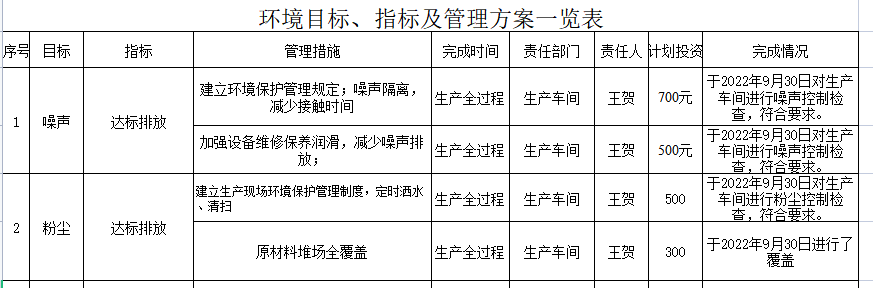 环境目标、指标及管理方案一览表
序号 目标 指标 管理措施 完成时间 责任部门 责任人 计划投资 完成情况
1 噪声 达标排放
建立环境保护管理规定；噪声隔离，
减少接触时间
生产全过程 生产车间 王贺 700元
于2022年9月30日对生产
车间进行噪声控制检
查，符合要求。
加强设备维修保养润滑，减少噪声排
放；
生产全过程 生产车间 王贺 500元
于2022年9月30日对生产
车间进行噪声控制检
查，符合要求。
2 粉尘 达标排放
建立生产现场环境保护管理制度，定时洒水
、清扫
生产全过程 生产车间 王贺 500
于2022年9月30日对生产
车间进行粉尘控制检
查，符合要求。
原材料堆场全覆盖
生产全过程 生产车间 王贺 300
于2022年9月30日进行了
覆盖